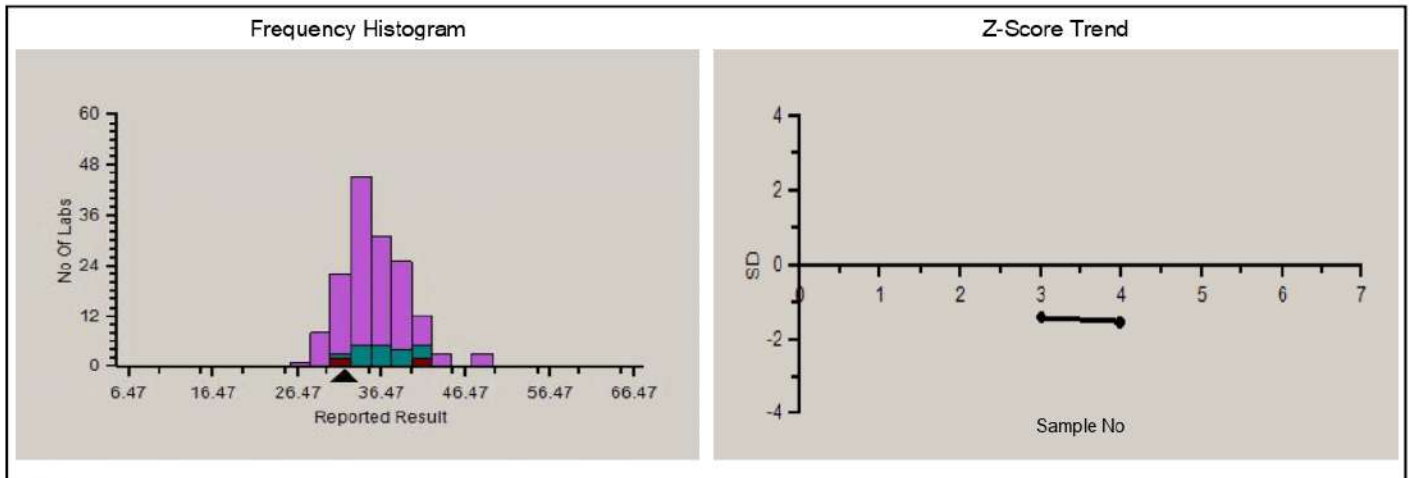 Frequency Histogram
60
48
36
24
12
0
No Of Labs
6.47 16.47 26.47 36.47 46.47 56.47 66.47
Reported Result
Z-Score Trend
4
2
0
-2
-4
SD
0 1 2 3 4 5 6 7
Sample No